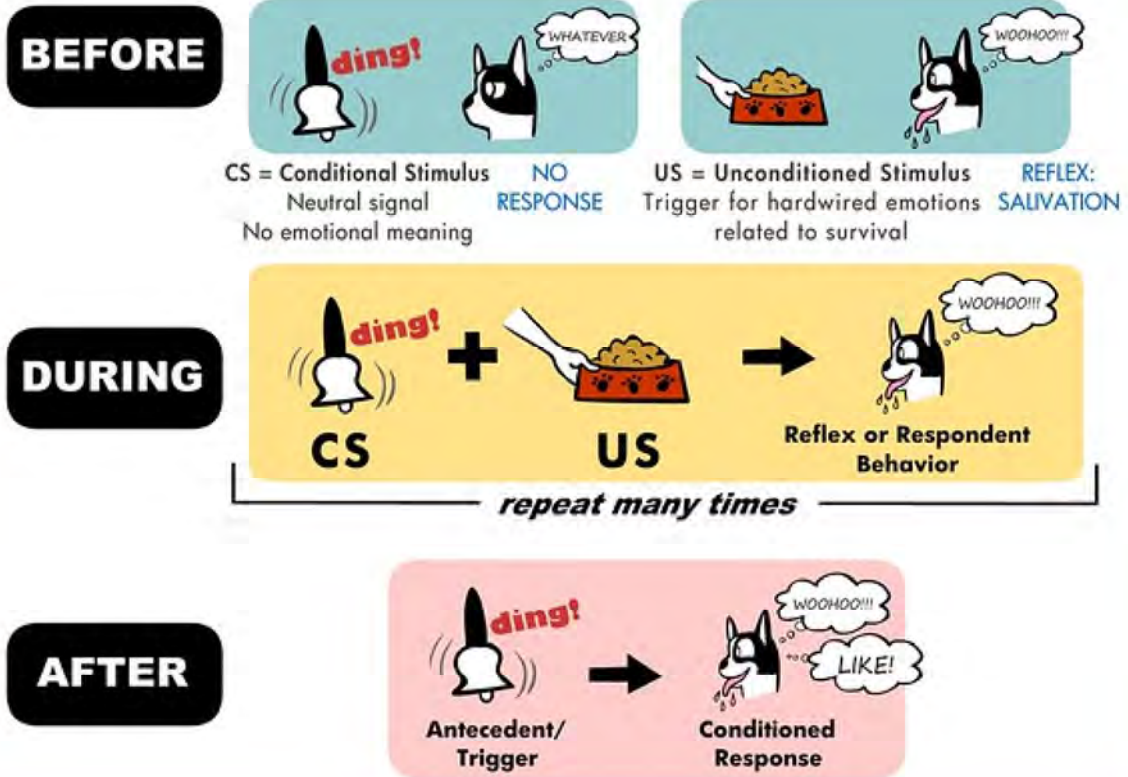 BEFORE
ding!
WHATEVER
WOOHOO!!!
CS = Conditional Stimulus
Neutral signal
No emotional meaning
NO
RESPONSE
US = Unconditioned Stimulus
Trigger for hardwired emotions
related to survival
REFLEX:
SALIVATION
DURING
ding!
WOOHOO!!!
CS
US
Reflex or Respondent
Behavior
repeat many times
AFTER
ding!
WOOHOO!!!
LIKE!
Antecedent/
Trigger
Conditioned
Response